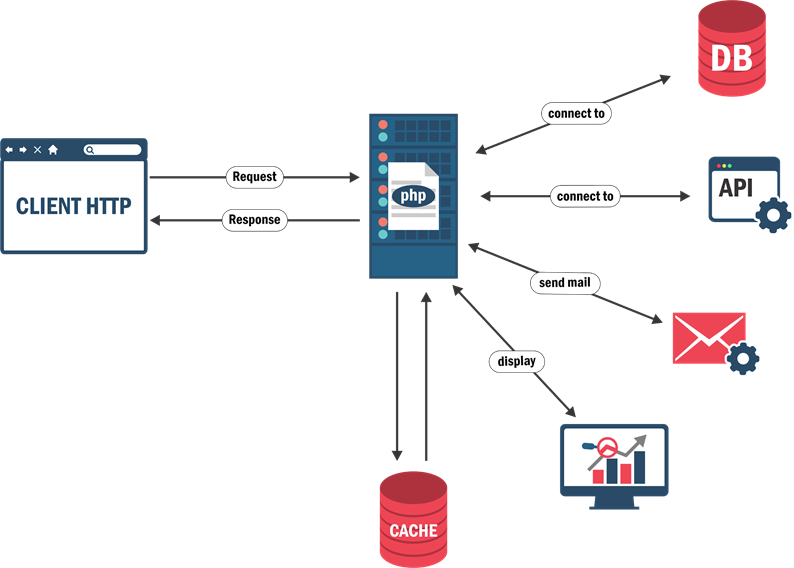 DB
connect to
CLIENT HTTP
Request
Response
php
connect to
API
send mail
display
CACHE